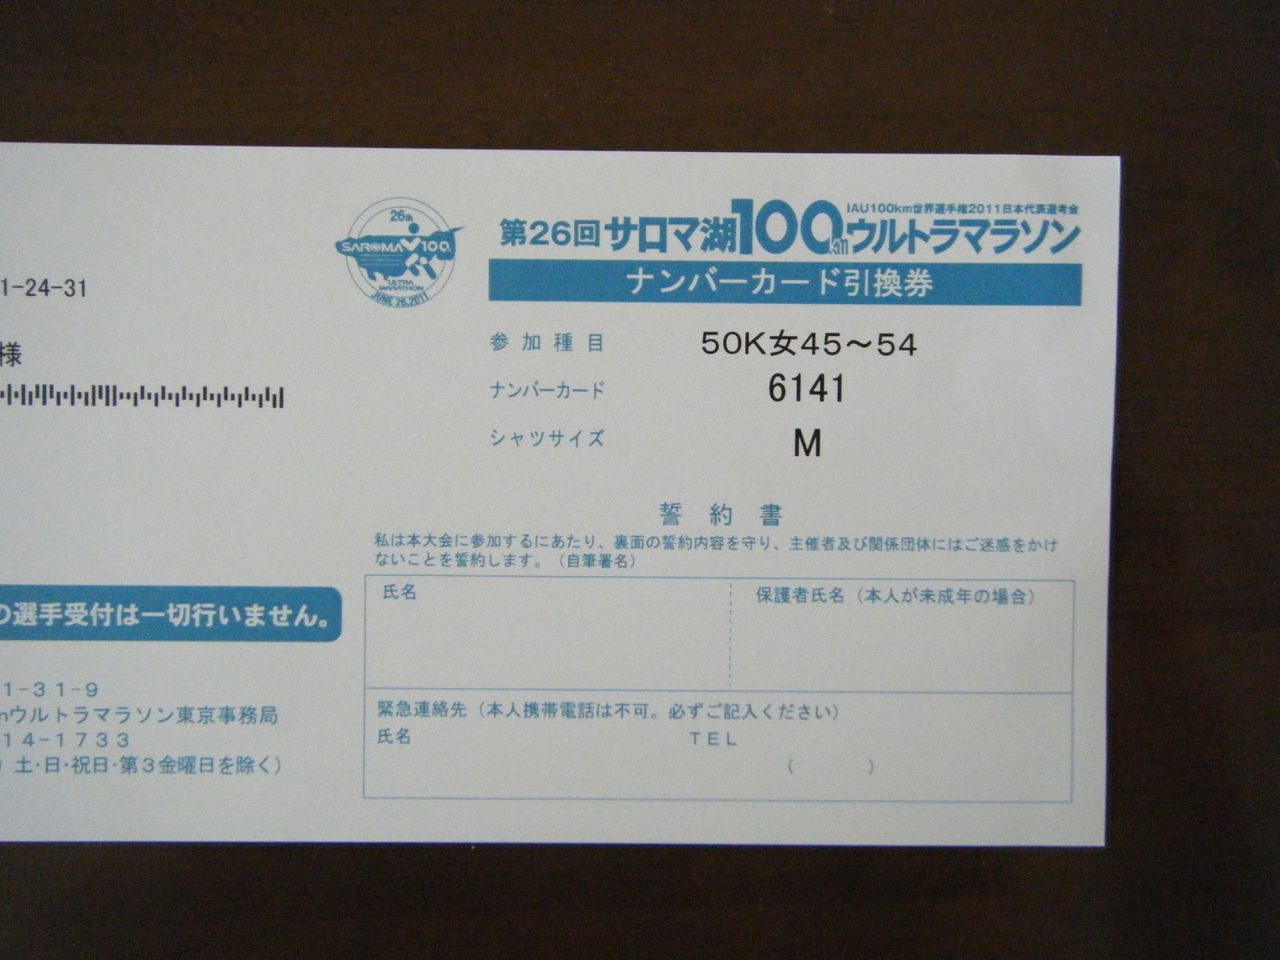 1-24-31
様
26th
SAROMA 100
ULTRA
MARATHON
JUNE 26, 2011
IAU100km世界選手権2011日本代表選考会
第26回サロマ湖100kmウルトラマラソン
ナンバーカード引換券
参加種目 50K女45～54
ナンバーカード 6141
シャツサイズ M
誓約書
私は本大会に参加するにあたり、裏面の誓約内容を守り、主催者及び関係団体にはご迷惑をかけ
ないことを誓約します。（自筆署名）
氏名 保護者氏名（本人が未成年の場合）
緊急連絡先（本人携帯電話は不可。必ずご記入ください）
氏名 TEL
（ ）
の選手受付は一切行いません。
1-31-9
mウルトラマラソン東京事務局
14-1733
）土・日・祝日・第3金曜日を除く）